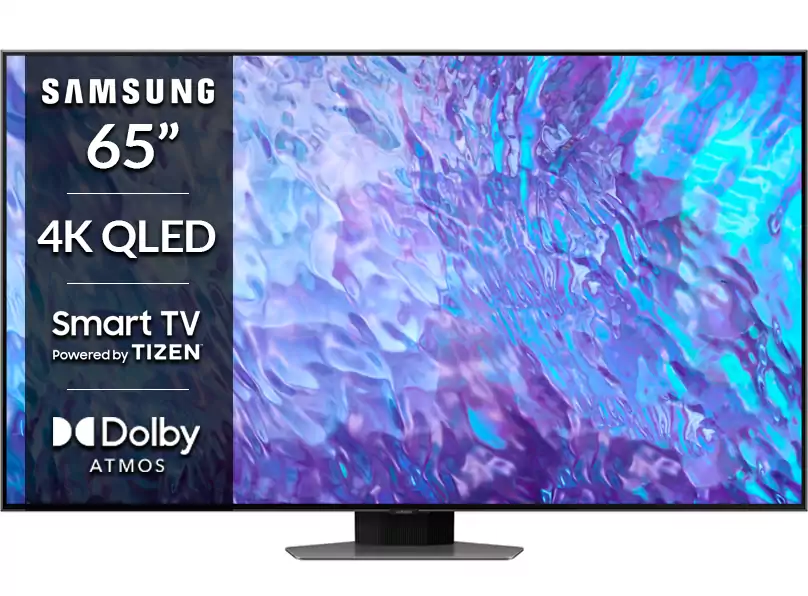 SAMSUNG
65”
4K QLED
Smart TV
Powered by TIZEN
Dolby
ATMOS